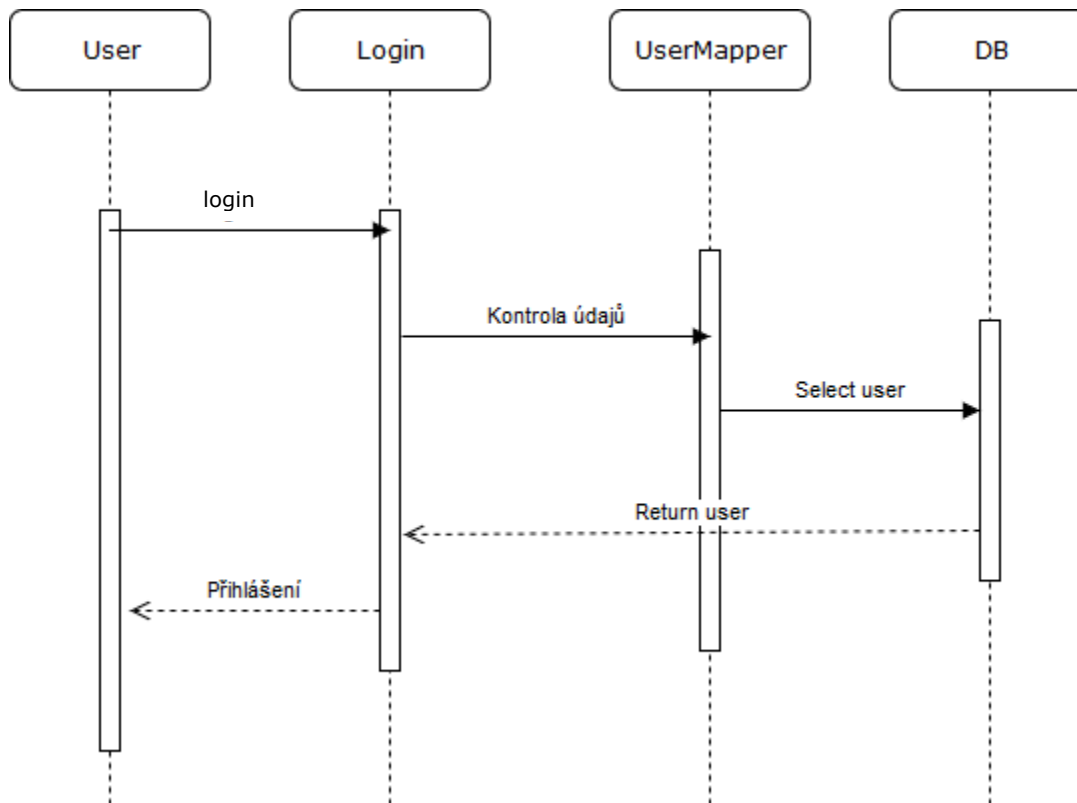 User
Login
UserMapper
DB
login
Kontrola údajů
Select user
Return user
Přihlášení